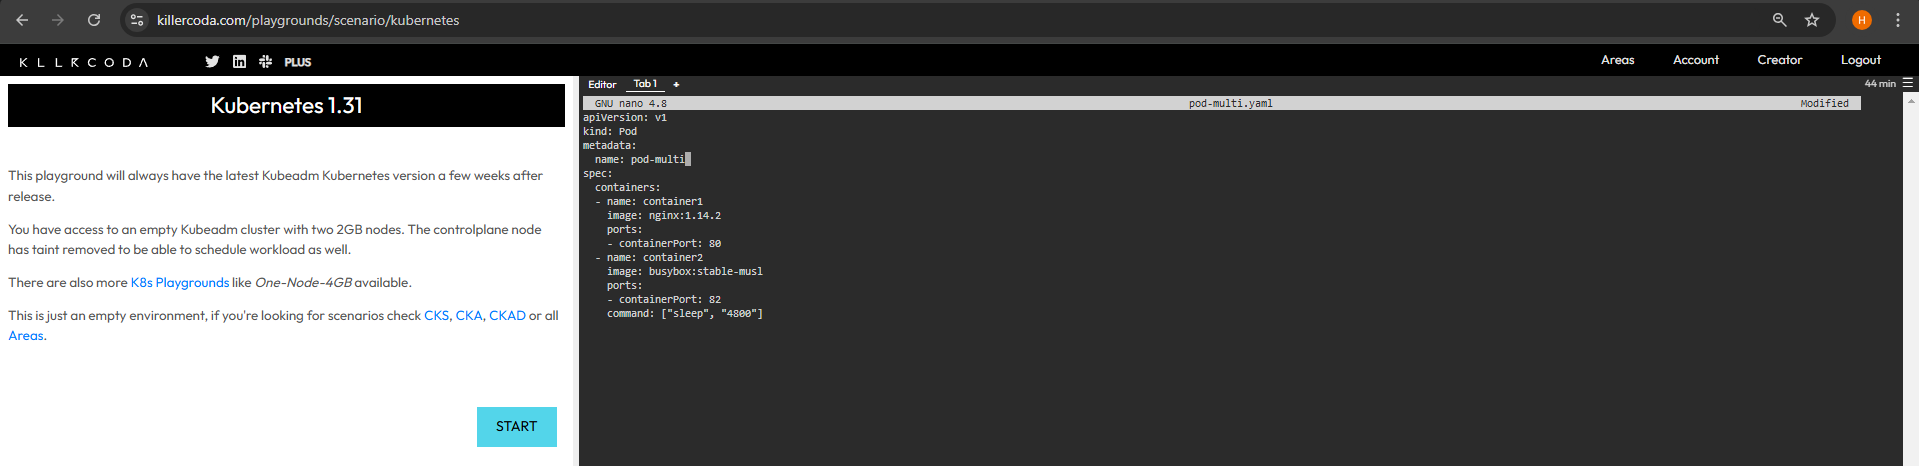 killercoda.com/playgrounds/scenario/kubernetes
H
KLLRCODA
PLUS
Areas
Account
Creator
Logout
Kubernetes 1.31
This playground will always have the latest Kubeadm Kubernetes version a few weeks after
release.
You have access to an empty Kubeadm cluster with two 2GB nodes. The controlplane node
has taint removed to be able to schedule workload as well.
There are also more K8s Playgrounds like One-Node-4GB available.
This is just an empty environment, if you're looking for scenarios check CKS, CKA, CKAD or all
Areas.
START
Editor
Tab 1
+
44 min
GNU nano 4.8
pod-multi.yaml
Modified
apiVersion: v1
kind: Pod
metadata:
  name: pod-multi
spec:
  containers:
  - name: container1
    image: nginx:1.14.2
    ports:
    - containerPort: 80
  - name: container2
    image: busybox:stable-musl
    ports:
    - containerPort: 82
    command: ["sleep", "4800"]